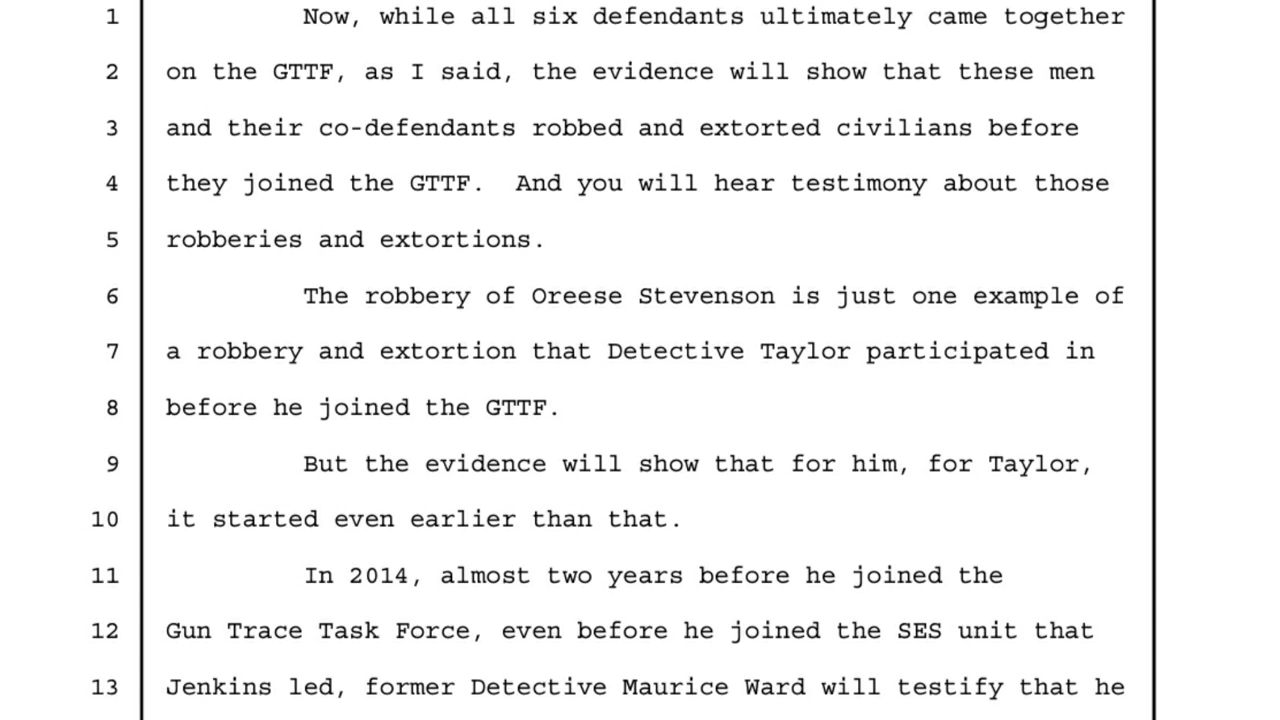 1 Now, while all six defendants ultimately came together
2 on the GTTF, as I said, the evidence will show that these men
3 and their co-defendants robbed and extorted civilians before
4 they joined the GTTF.  And you will hear testimony about those
5 robberies and extortions.
6 The robbery of Oreese Stevenson is just one example of
7 a robbery and extortion that Detective Taylor participated in
8 before he joined the GTTF.
9 But the evidence will show that for him, for Taylor,
10 it started even earlier than that.
11 In 2014, almost two years before he joined the
12 Gun Trace Task Force, even before he joined the SES unit that
13 Jenkins led, former Detective Maurice Ward will testify that he